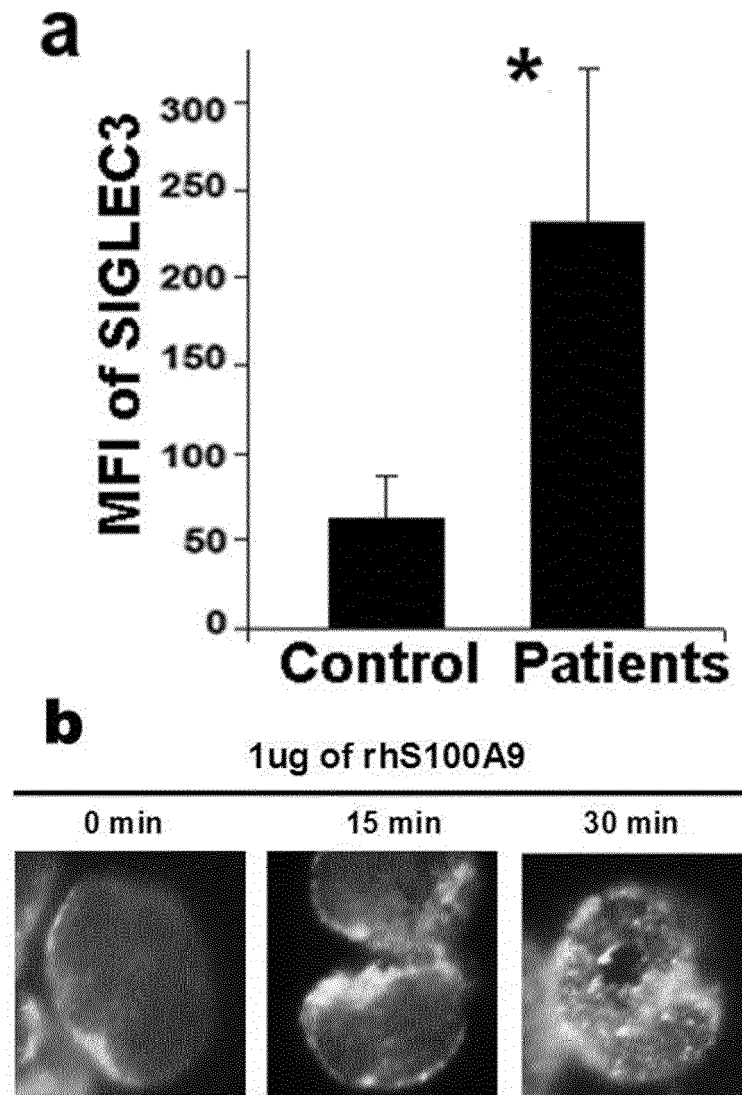 a
*
MFI of SIGLEC3
300
250
200
150
100
50
0
Control Patients
b
1ug of rhS100A9
0 min 15 min 30 min